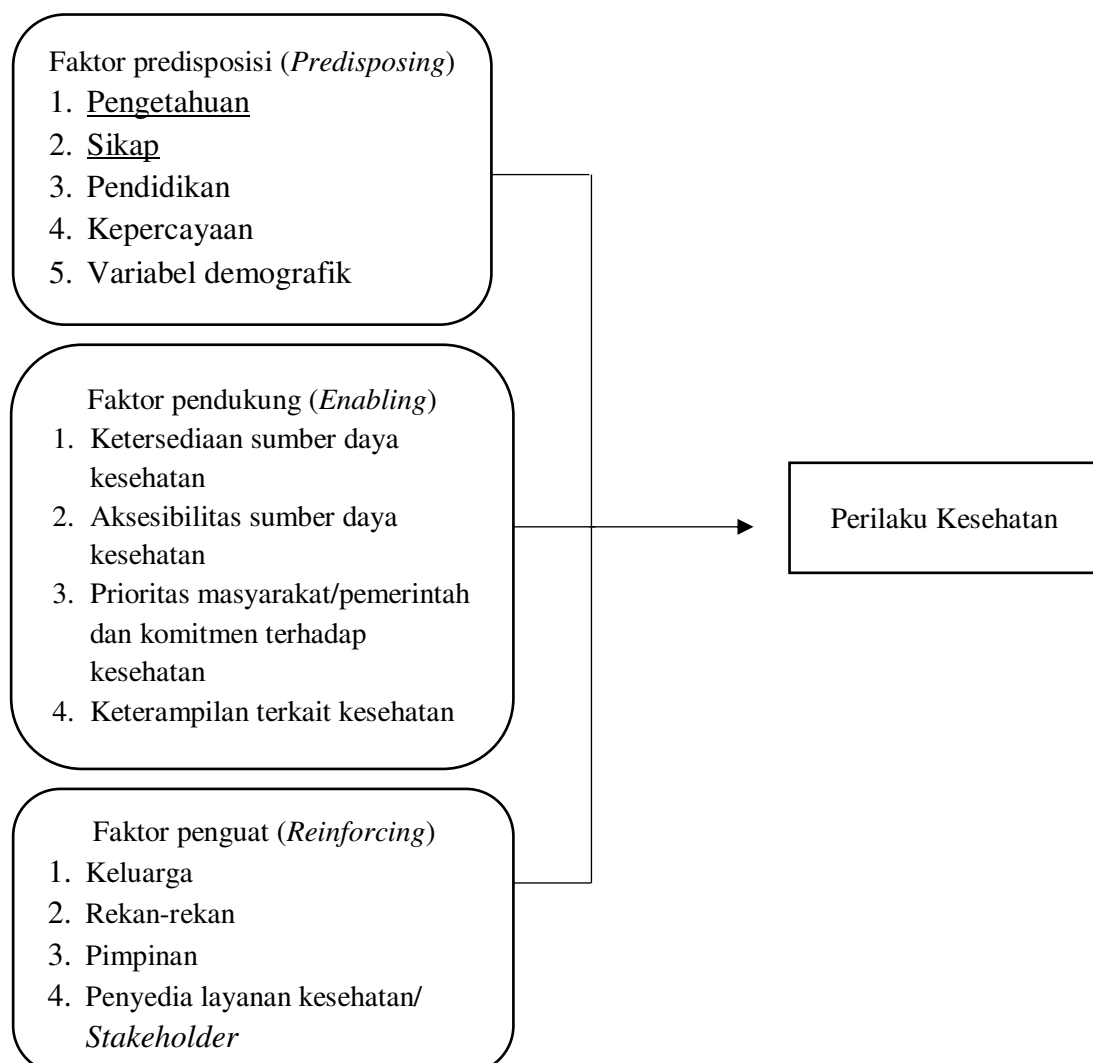 Faktor predisposisi (Predisposing)
1. Pengetahuan
2. Sikap
3. Pendidikan
4. Kepercayaan
5. Variabel demografik
Faktor pendukung (Enabling)
1. Ketersediaan sumber daya
kesehatan
2. Aksesibilitas sumber daya
kesehatan
3. Prioritas masyarakat/pemerintah
dan komitmen terhadap
kesehatan
4. Keterampilan terkait kesehatan
Perilaku Kesehatan
Faktor penguat (Reinforcing)
1. Keluarga
2. Rekan-rekan
3. Pimpinan
4. Penyedia layanan kesehatan/
Stakeholder